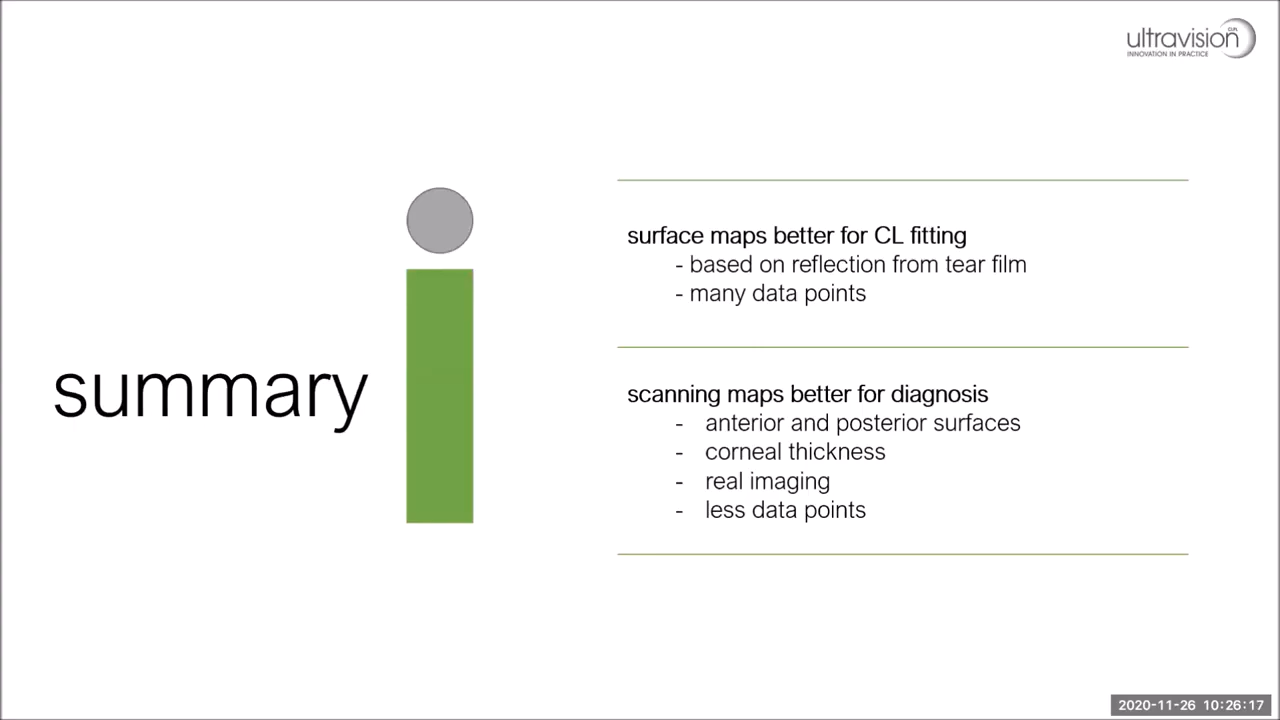 ultravision CLPL
INNOVATION IN PRACTICE
summary
surface maps better for CL fitting
- based on reflection from tear film
- many data points
scanning maps better for diagnosis
- anterior and posterior surfaces
- corneal thickness
- real imaging
- less data points
2020-11-26 10:26:17